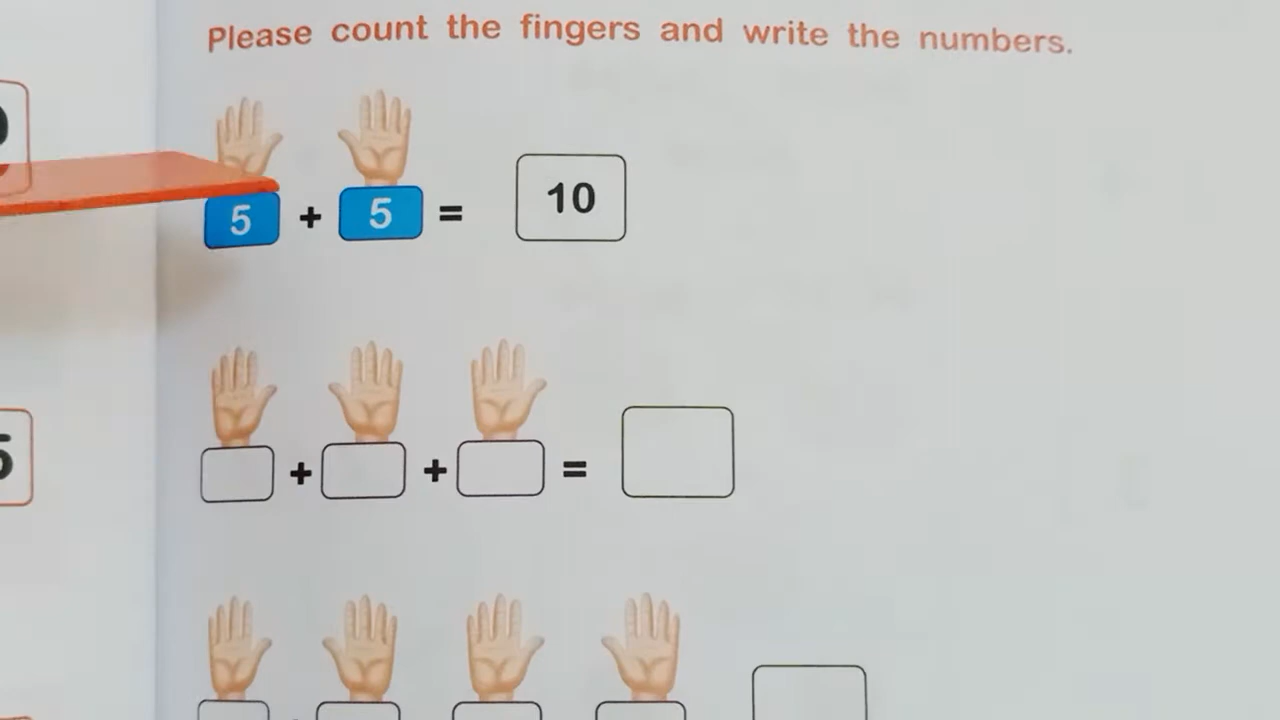 Please count the fingers and write the numbers.
5 + 5 = 10
+ + =